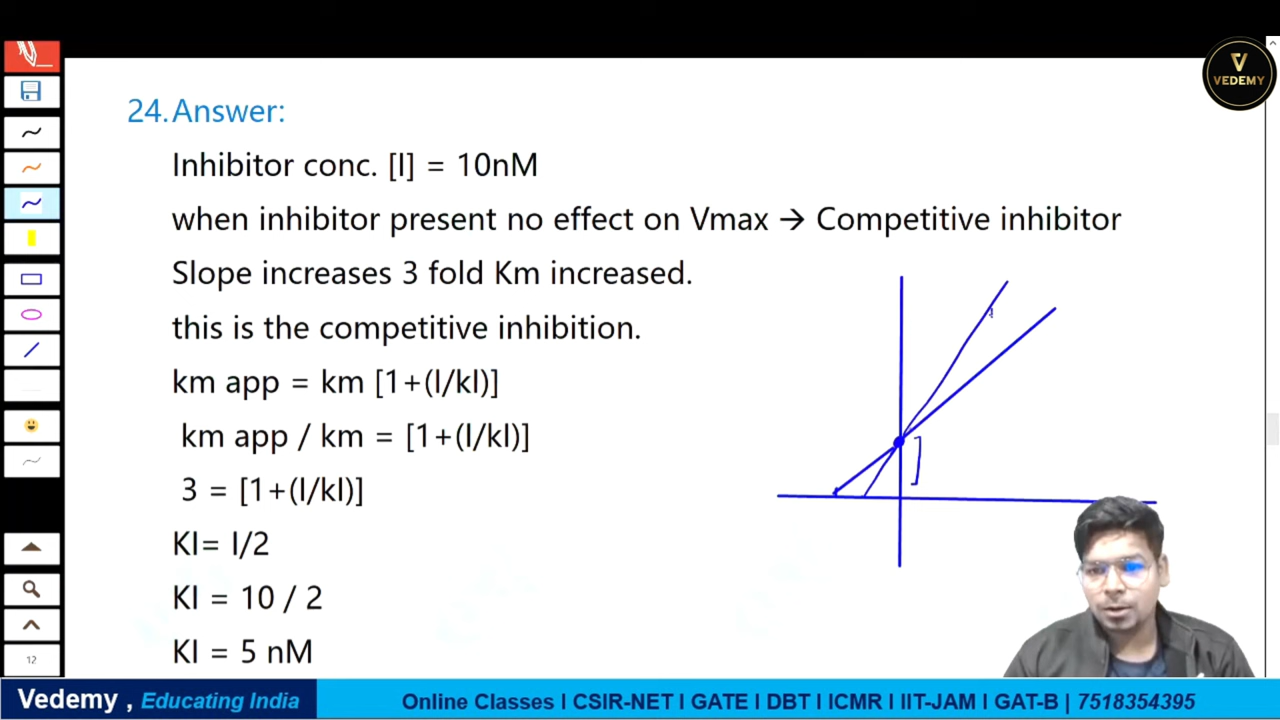 V
VEDEMY
24. Answer:
Inhibitor conc. [I] = 10nM
when inhibitor present no effect on Vmax → Competitive inhibitor
Slope increases 3 fold Km increased.
this is the competitive inhibition.
km app = km [1+(I/kI)]
km app / km = [1+(I/kI)]
3 = [1+(I/kI)]
KI= I/2
KI = 10 / 2
KI = 5 nM
12
Vedemy , Educating India
Online Classes I CSIR-NET I GATE I DBT I ICMR I IIT-JAM I GAT-B | 7518354395